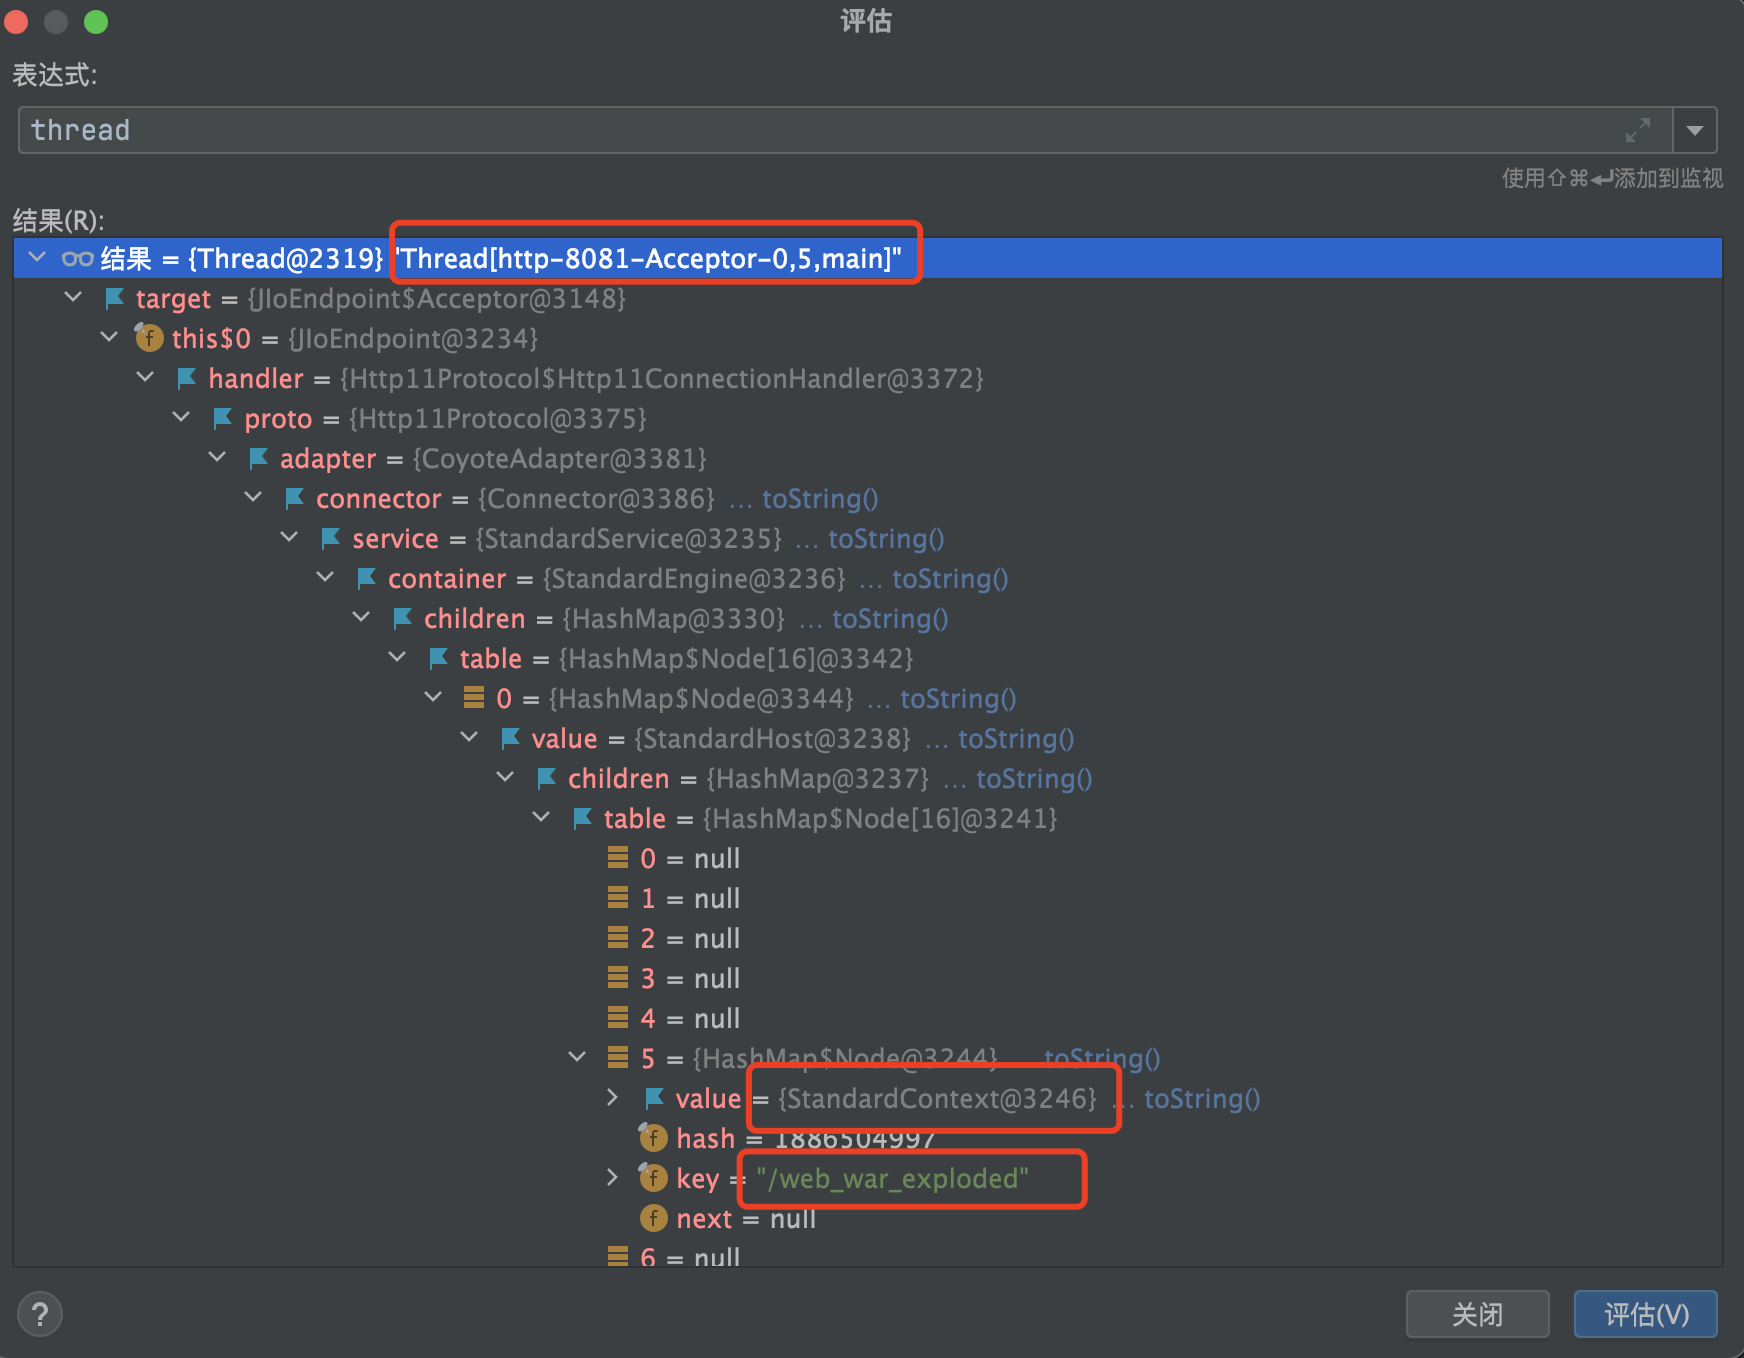 评估
表达式:
thread
使用⇧⌘↩添加到监视
结果(R):
结果 = {Thread@2319} "Thread[http-8081-Acceptor-0,5,main]"
target = {JIoEndpoint$Acceptor@3148}
this$0 = {JIoEndpoint@3234}
handler = {Http11Protocol$Http11ConnectionHandler@3372}
proto = {Http11Protocol@3375}
adapter = {CoyoteAdapter@3381}
connector = {Connector@3386} ... toString()
service = {StandardService@3235} ... toString()
container = {StandardEngine@3236} ... toString()
children = {HashMap@3330} ... toString()
table = {HashMap$Node[16]@3342}
0 = {HashMap$Node@3344} ... toString()
value = {StandardHost@3238} ... toString()
children = {HashMap@3237} ... toString()
table = {HashMap$Node[16]@3241}
0 = null
1 = null
2 = null
3 = null
4 = null
5 = {HashMap$Node@3244} ... toString()
value = {StandardContext@3246} ... toString()
hash = 1886504997
key = "/web_war_exploded"
next = null
6 = null
?
关闭
评估(V)